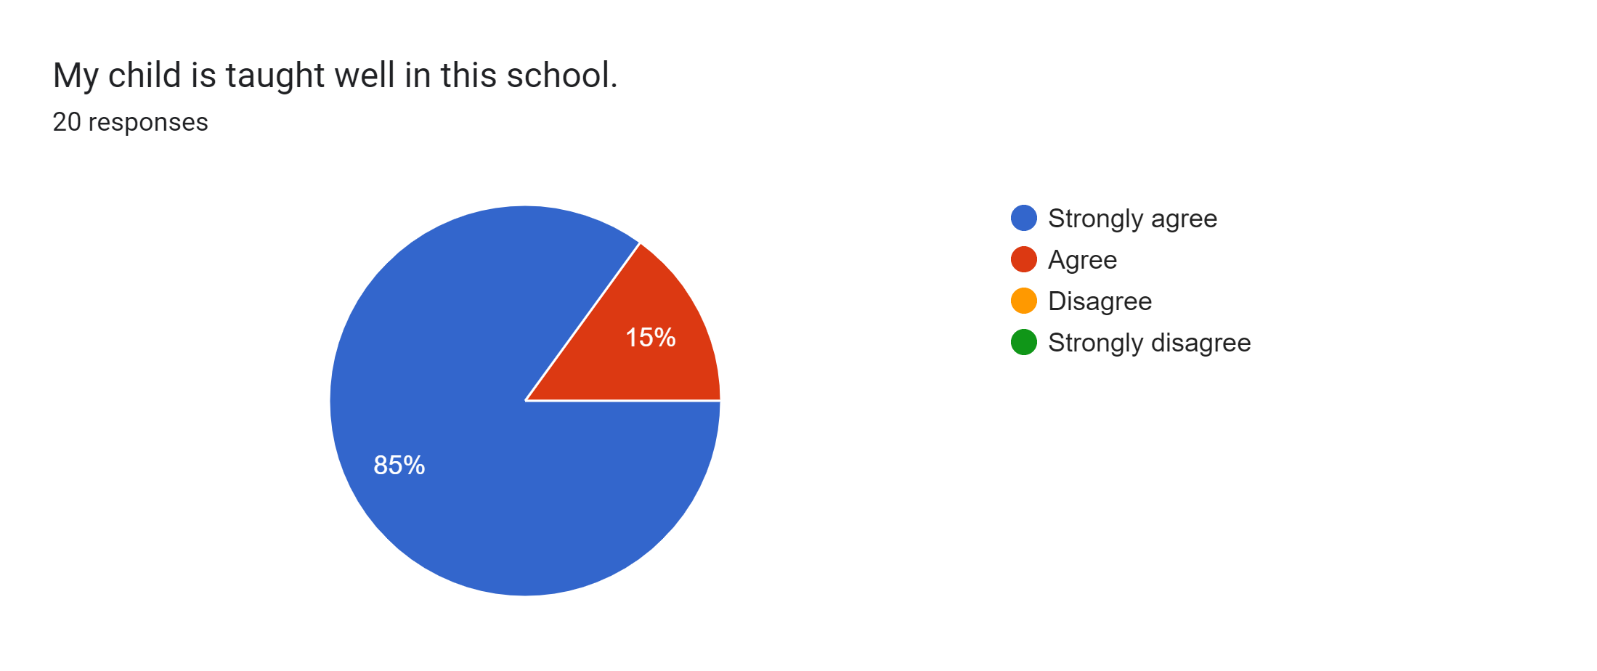 My child is taught well in this school.
20 responses
Strongly agree
Agree
Disagree
Strongly disagree
15%
85%